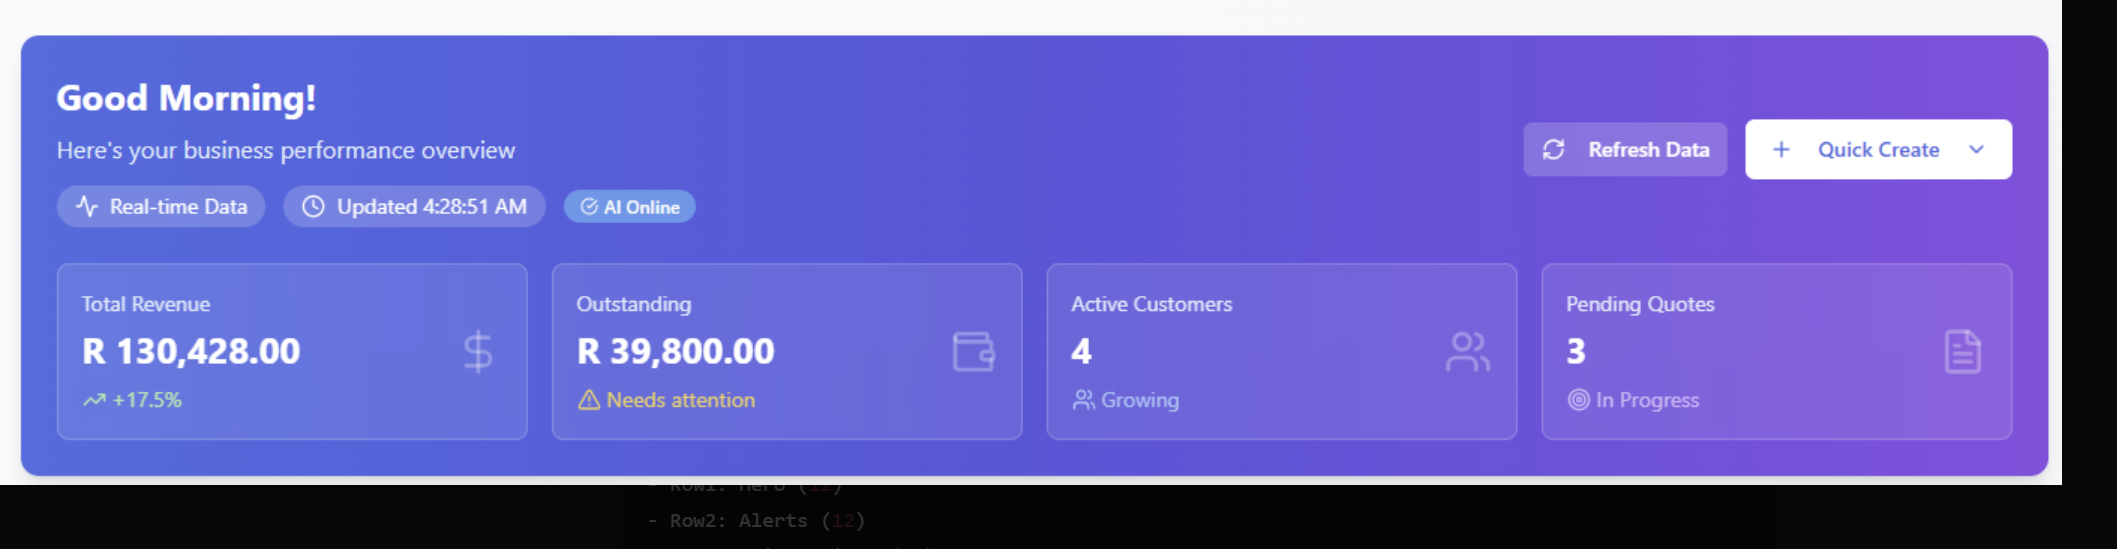 Good Morning!
Here's your business performance overview
Real-time Data
Updated 4:28:51 AM
AI Online
Refresh Data
Quick Create
Total Revenue
R 130,428.00
+17.5%
Outstanding
R 39,800.00
Needs attention
Active Customers
4
Growing
Pending Quotes
3
In Progress
- Row1: Hero (12)
- Row2: Alerts (12)